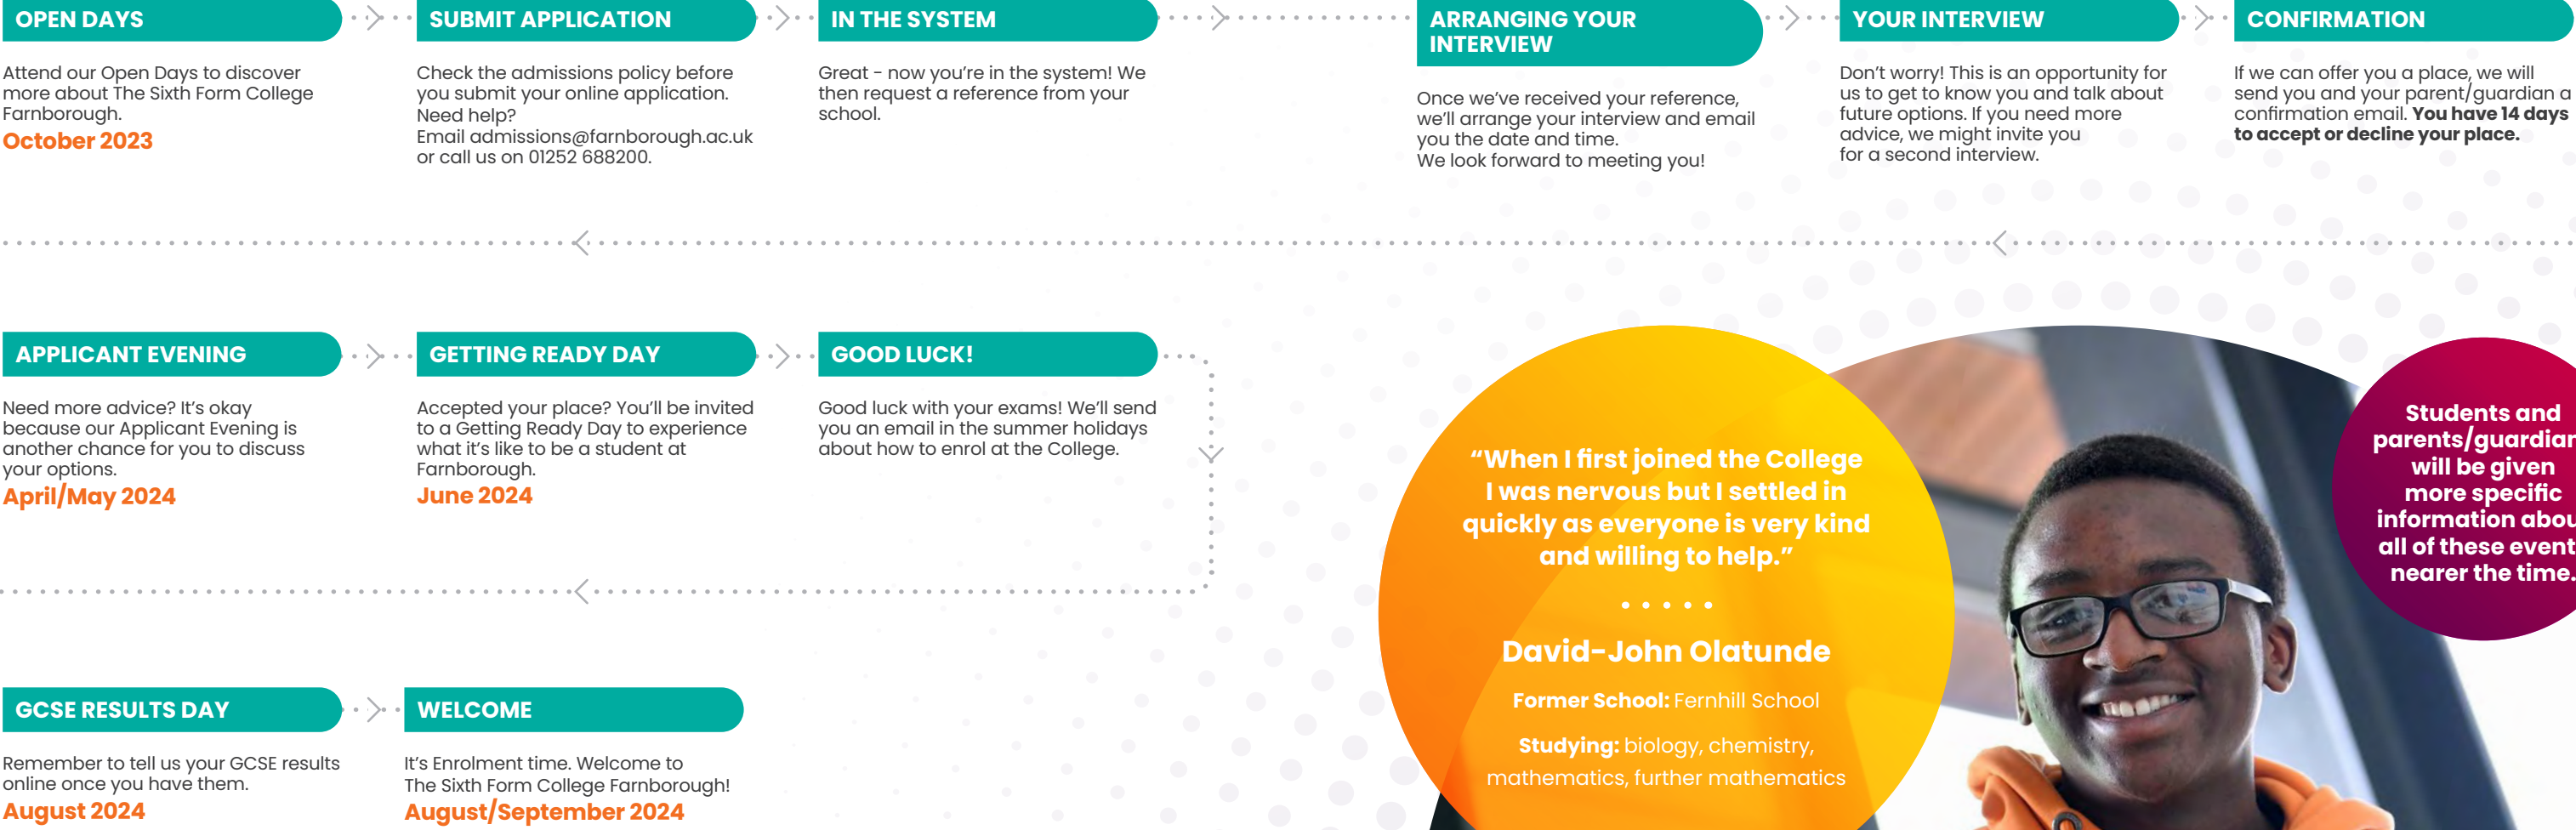 OPEN DAYS
Attend our Open Days to discover
more about The Sixth Form College
Farnborough.
October 2023
SUBMIT APPLICATION
Check the admissions policy before
you submit your online application.
Need help?
Email admissions@farnborough.ac.uk
or call us on 01252 688200.
IN THE SYSTEM
Great - now you're in the system! We
then request a reference from your
school.
ARRANGING YOUR
INTERVIEW
Once we've received your reference,
we'll arrange your interview and email
you the date and time.
We look forward to meeting you!
YOUR INTERVIEW
Don't worry! This is an opportunity for
us to get to know you and talk about
future options. If you need more
advice, we might invite you
for a second interview.
CONFIRMATION
If we can offer you a place, we will
send you and your parent/guardian a
confirmation email. You have 14 days
to accept or decline your place.
APPLICANT EVENING
Need more advice? It's okay
because our Applicant Evening is
another chance for you to discuss
your options.
April/May 2024
GETTING READY DAY
Accepted your place? You'll be invited
to a Getting Ready Day to experience
what it's like to be a student at
Farnborough.
June 2024
GOOD LUCK!
Good luck with your exams! We'll send
you an email in the summer holidays
about how to enrol at the College.
"When I first joined the College
I was nervous but I settled in
quickly as everyone is very kind
and willing to help."
David-John Olatunde
Former School: Fernhill School
Studying: biology, chemistry,
mathematics, further mathematics
Students and
parents/guardian
will be given
more specific
information abou
all of these event
nearer the time.
GCSE RESULTS DAY
Remember to tell us your GCSE results
online once you have them.
August 2024
WELCOME
It's Enrolment time. Welcome to
The Sixth Form College Farnborough!
August/September 2024